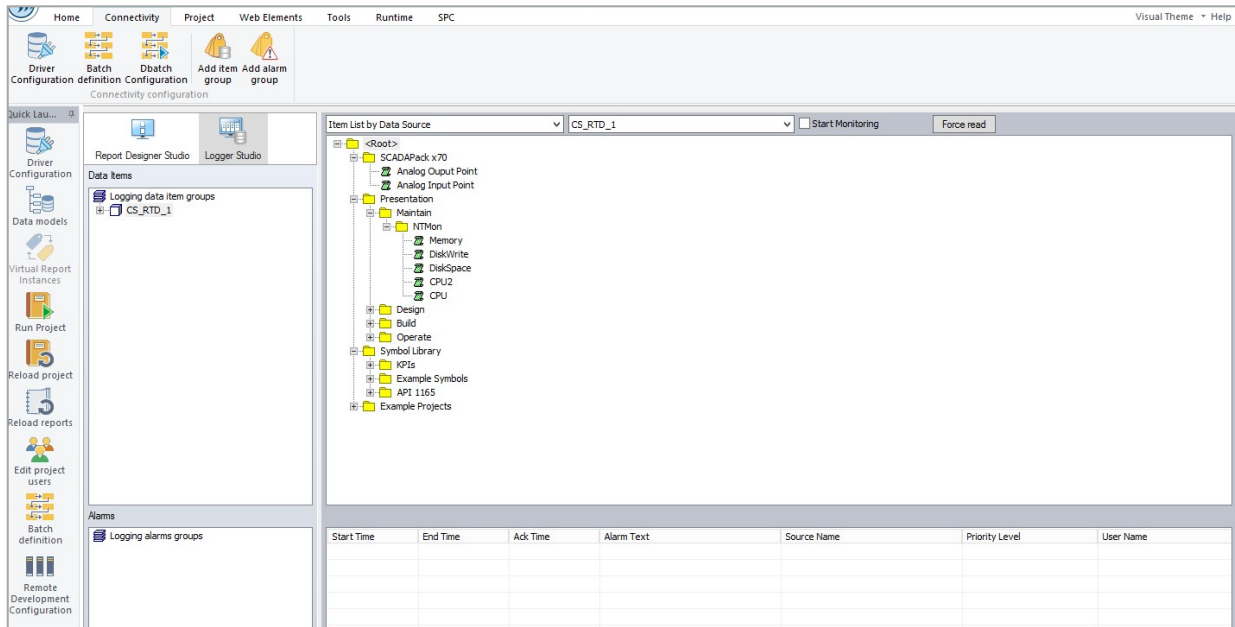 Home Connectivity Project Web Elements Tools Runtime SPC Visual Theme Help
Driver Configuration
Batch definition
Dbatch Configuration
Add item group
Add alarm group
Connectivity configuration
Quick Lau...
Driver Configuration
Data models
Virtual Report Instances
Run Project
Reload project
Reload reports
Edit project users
Batch definition
Remote Development Configuration
Report Designer Studio
Logger Studio
Data Items
Logging data item groups
CS_RTD_1
Alarms
Logging alarms groups
Item List by Data Source CS_RTD_1 Start Monitoring Force read
<Root>
SCADAPack x70
Analog Ouput Point
Analog Input Point
Presentation
Maintain
NTMon
Memory
DiskWrite
DiskSpace
CPU2
CPU
Design
Build
Operate
Symbol Library
KPIs
Example Symbols
API 1165
Example Projects
Start Time End Time Ack Time Alarm Text Source Name Priority Level User Name